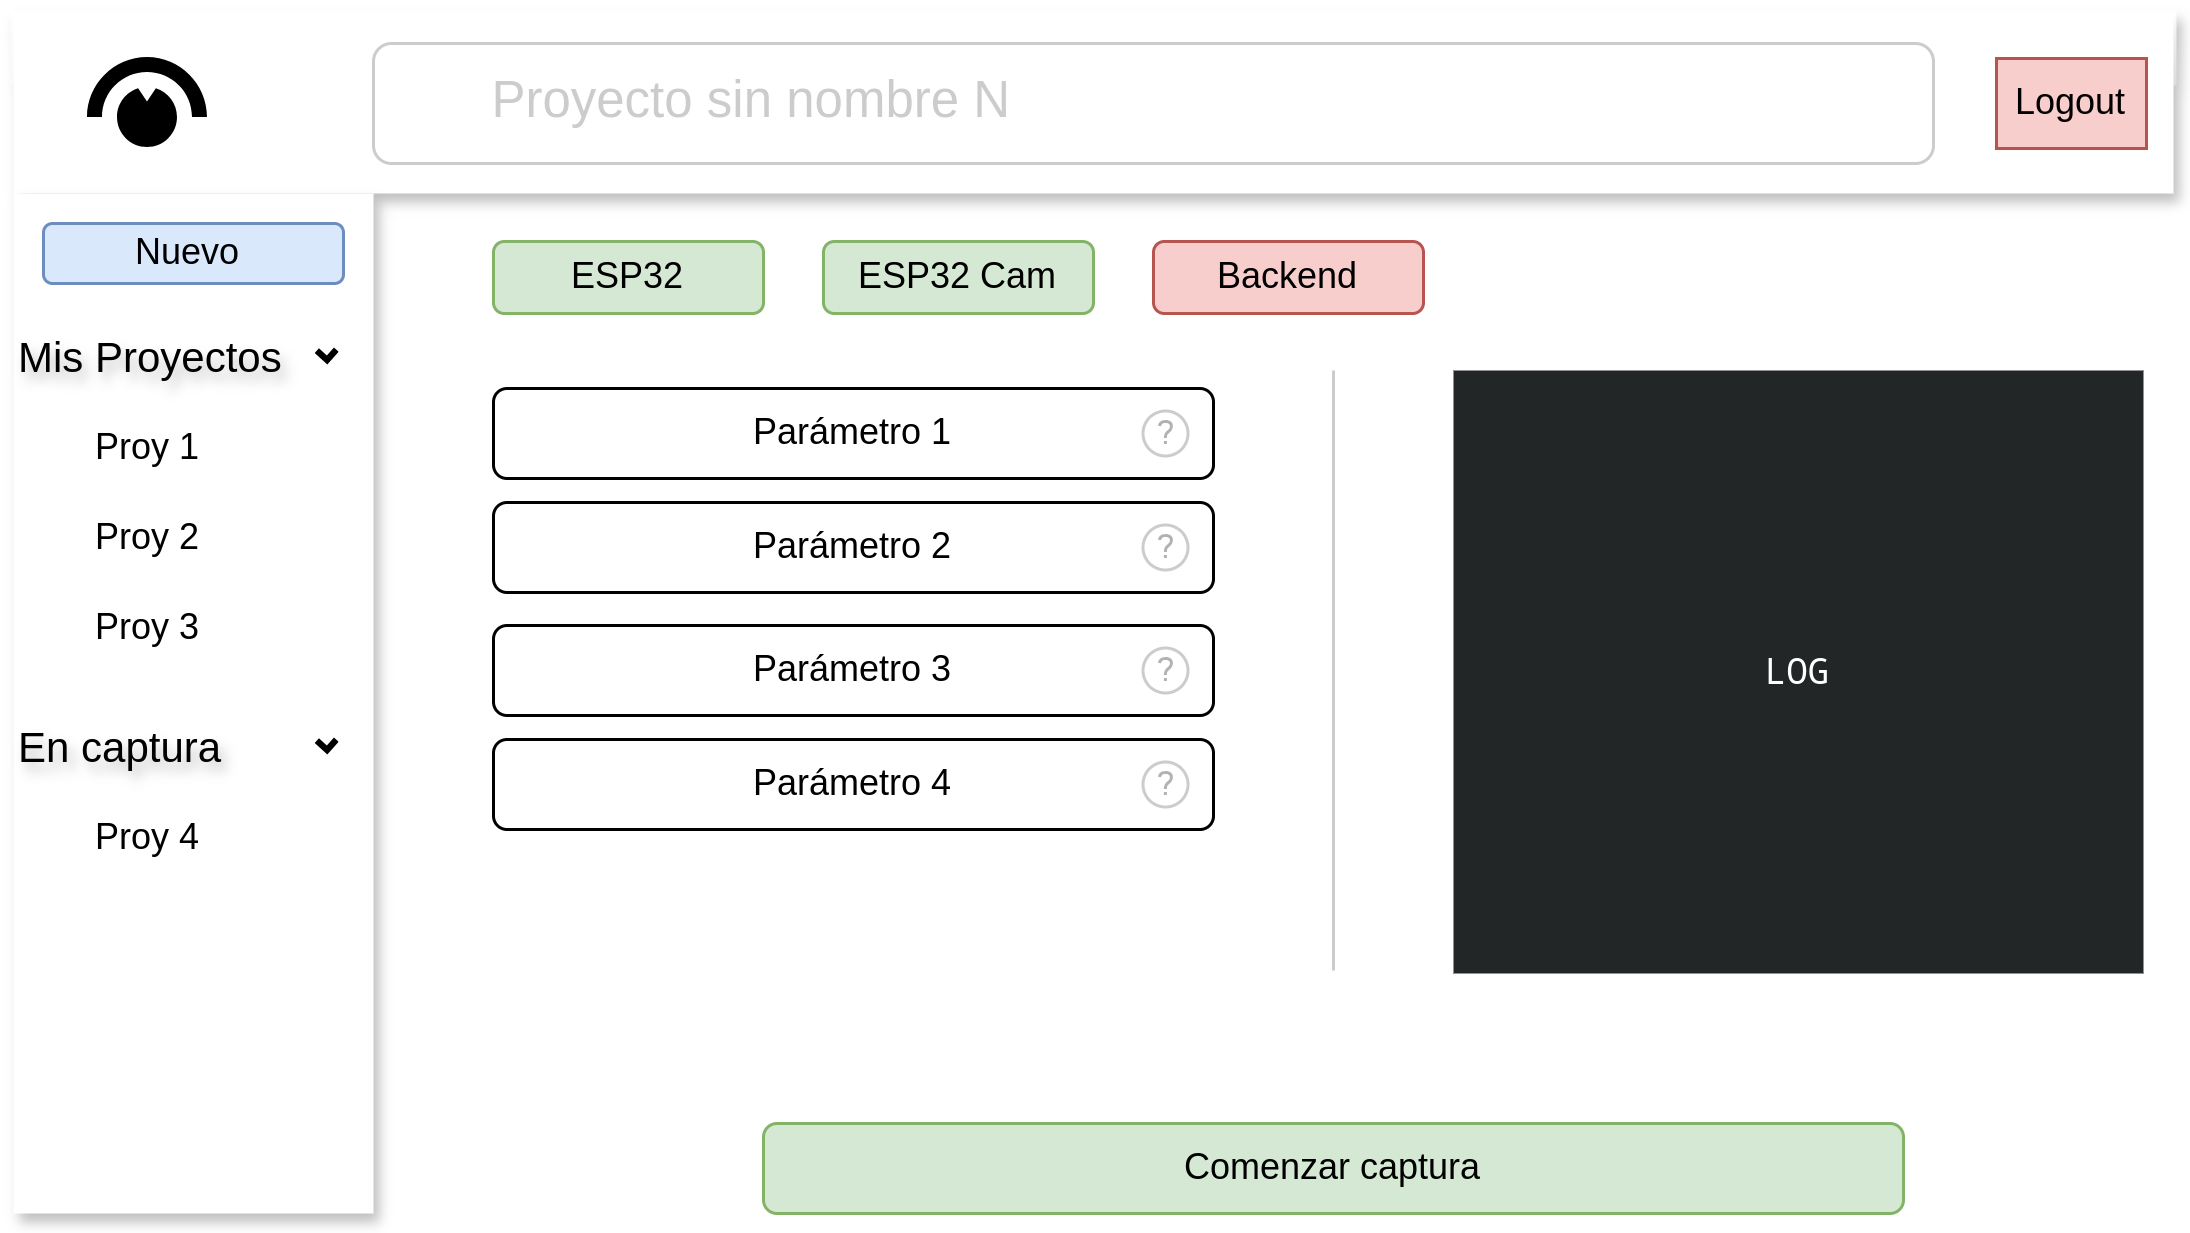 Proyecto sin nombre N
Logout
Nuevo
Mis Proyectos
Proy 1
Proy 2
Proy 3
En captura
Proy 4
ESP32
ESP32 Cam
Backend
Parámetro 1
?
Parámetro 2
?
Parámetro 3
?
Parámetro 4
?
LOG
Comenzar captura